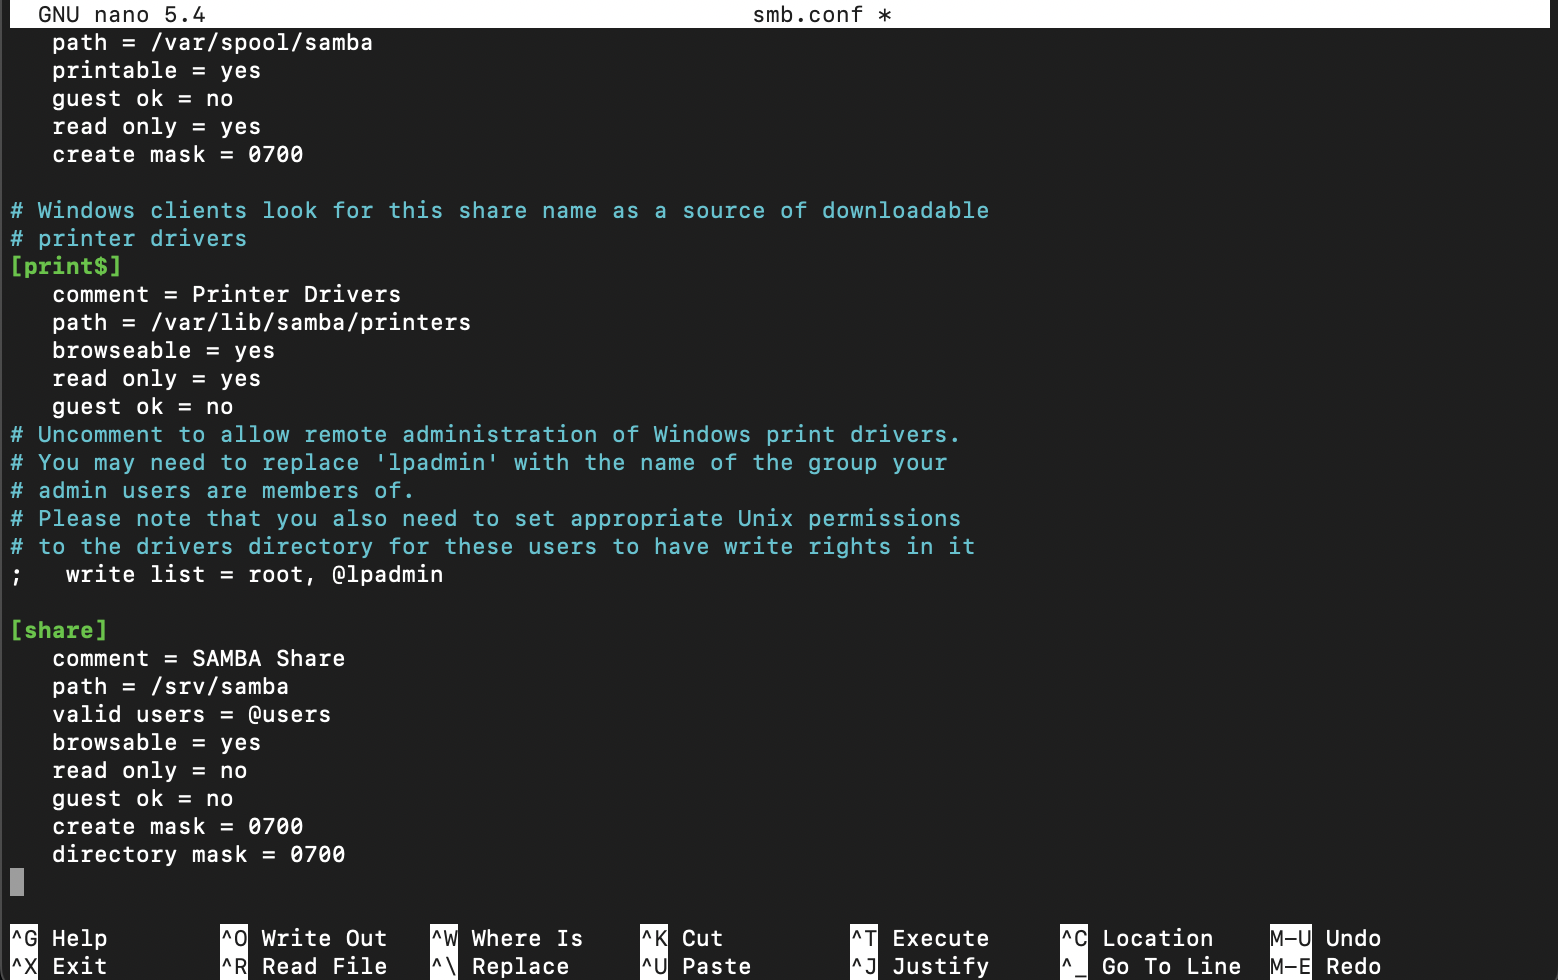 GNU nano 5.4 smb.conf *
path = /var/spool/samba
printable = yes
guest ok = no
read only = yes
create mask = 0700
# Windows clients look for this share name as a source of downloadable
# printer drivers
[print$]
comment = Printer Drivers
path = /var/lib/samba/printers
browseable = yes
read only = yes
guest ok = no
# Uncomment to allow remote administration of Windows print drivers.
# You may need to replace 'lpadmin' with the name of the group your
# admin users are members of.
# Please note that you also need to set appropriate Unix permissions
# to the drivers directory for these users to have write rights in it
; write list = root, @lpadmin
[share]
comment = SAMBA Share
path = /srv/samba
valid users = @users
browsable = yes
read only = no
guest ok = no
create mask = 0700
directory mask = 0700
^G Help ^O Write Out ^W Where Is ^K Cut ^T Execute ^C Location M-U Undo
^X Exit ^R Read File ^\ Replace ^U Paste ^J Justify ^_ Go To Line M-E Redo